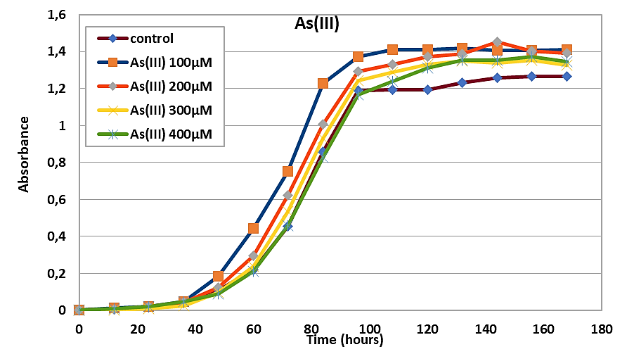 As(III)
control
As(III) 100µM
As(III) 200µM
As(III) 300µM
As(III) 400µM
Absorbance
1,6
1,4
1,2
1
0,8
0,6
0,4
0,2
0
0 20 40 60 80 100 120 140 160 180
Time (hours)